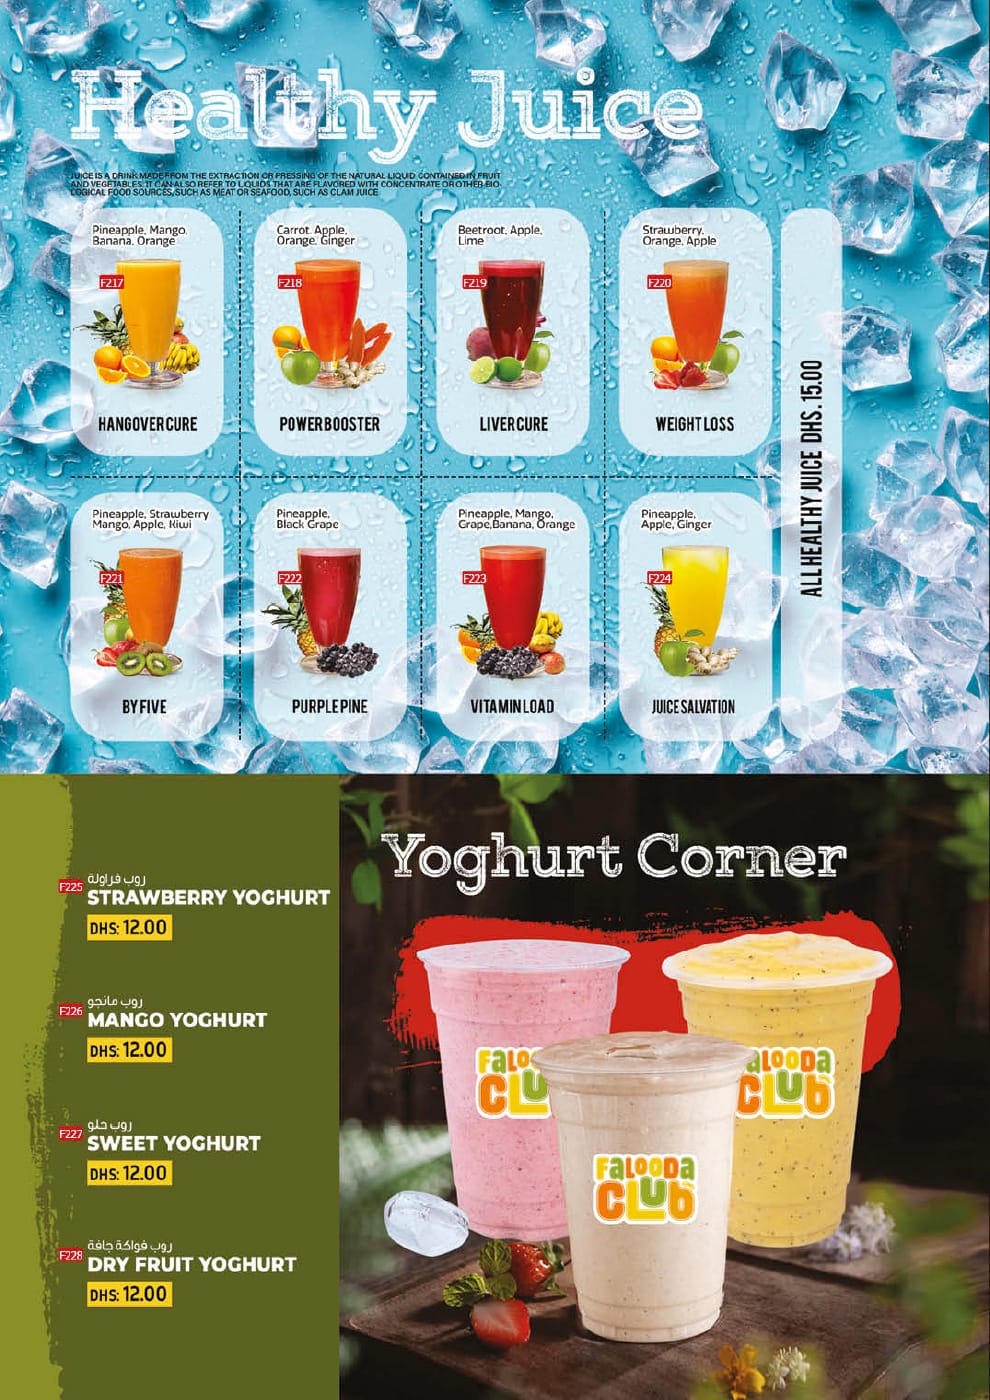 Healthy Juice
JUICE IS A DRINK MADE FROM THE EXTRACTION OR PRESSING OF THE NATURAL LIQUID CONTAINED IN FRUIT
AND VEGETABLES. IT CAN ALSO REFER TO LIQUIDS THAT ARE FLAVORED WITH CONCENTRATE OR OTHER BIO-
LOGICAL FOOD SOURCES, SUCH AS MEAT OR SEAFOOD, SUCH AS CLAM JUICE
Pineapple, Mango,
Banana, Orange
F217
HANGOVER CURE
Carrot, Apple,
Orange, Ginger
F218
POWER BOOSTER
Beetroot, Apple,
Lime
F219
LIVER CURE
Strawberry,
Orange, Apple
F220
WEIGHT LOSS
Pineapple, Strawberry
Mango, Apple, Kiwi
F221
BY FIVE
Pineapple,
Black Grape
F222
PURPLE PINE
Pineapple, Mango,
Grape,Banana, Orange
F223
VITAMIN LOAD
Pineapple,
Apple, Ginger
F224
JUICE SALVATION
ALL HEALTHY JUICE DHS. 15.00
Yoghurt Corner
روب فراولة
F225
STRAWBERRY YOGHURT
DHS: 12.00
روب مانجو
F226
MANGO YOGHURT
DHS: 12.00
روب حلو
F227
SWEET YOGHURT
DHS: 12.00
روب فواكة جافة
F228
DRY FRUIT YOGHURT
DHS: 12.00
FALOODA
CLUb
FALOODA
CLUb
FALOODA
CLUb